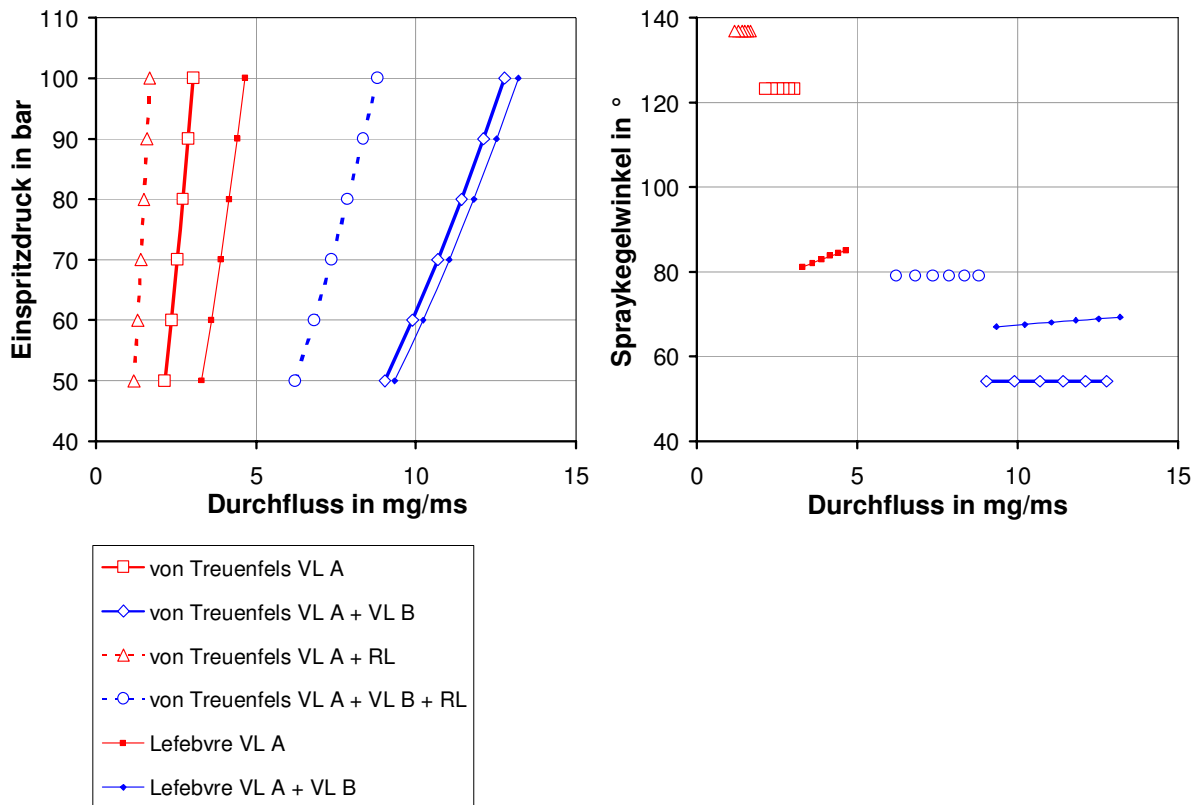 Einspritzdruck in bar
110
100
90
80
70
60
50
40
0
5
10
15
Durchfluss in mg/ms
Spraykegelwinkel in °
140
120
100
80
60
40
0
5
10
15
Durchfluss in mg/ms
von Treuenfels VL A
von Treuenfels VL A + VL B
von Treuenfels VL A + RL
von Treuenfels VL A + VL B + RL
Lefebvre VL A
Lefebvre VL A + VL B